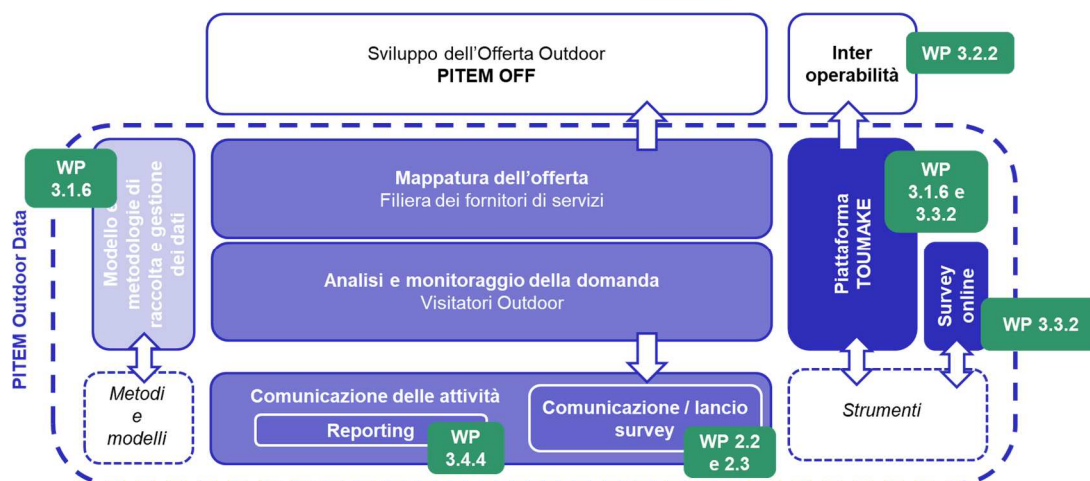 Sviluppo dell'Offerta Outdoor
PITEM OFF
Inter
operabilità
WP 3.2.2
PITEM Outdoor Data
WP
3.1.6
Modello e
metodologie di
raccolta e gestione
dei dati
Mappatura dell'offerta
Filiera dei fornitori di servizi
Analisi e monitoraggio della domanda
Visitatori Outdoor
Piattaforma
TOUMAKE
WP
3.1.6 e
3.3.2
Survey
online
WP 3.3.2
Metodi
e
modelli
Comunicazione delle attività
Reporting
WP
3.4.4
Comunicazione / lancio
survey
WP 2.2
e 2.3
Strumenti